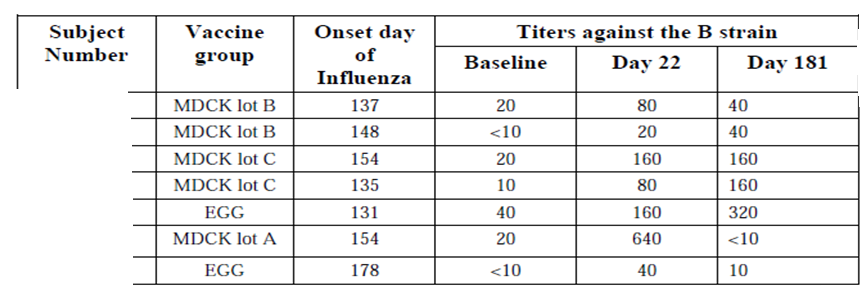 Subject Number | Vaccine group | Onset day of Influenza | Titers against the B strain
Baseline | Day 22 | Day 181
MDCK lot B | 137 | 20 | 80 | 40
MDCK lot B | 148 | <10 | 20 | 40
MDCK lot C | 154 | 20 | 160 | 160
MDCK lot C | 135 | 10 | 80 | 160
EGG | 131 | 40 | 160 | 320
MDCK lot A | 154 | 20 | 640 | <10
EGG | 178 | <10 | 40 | 10